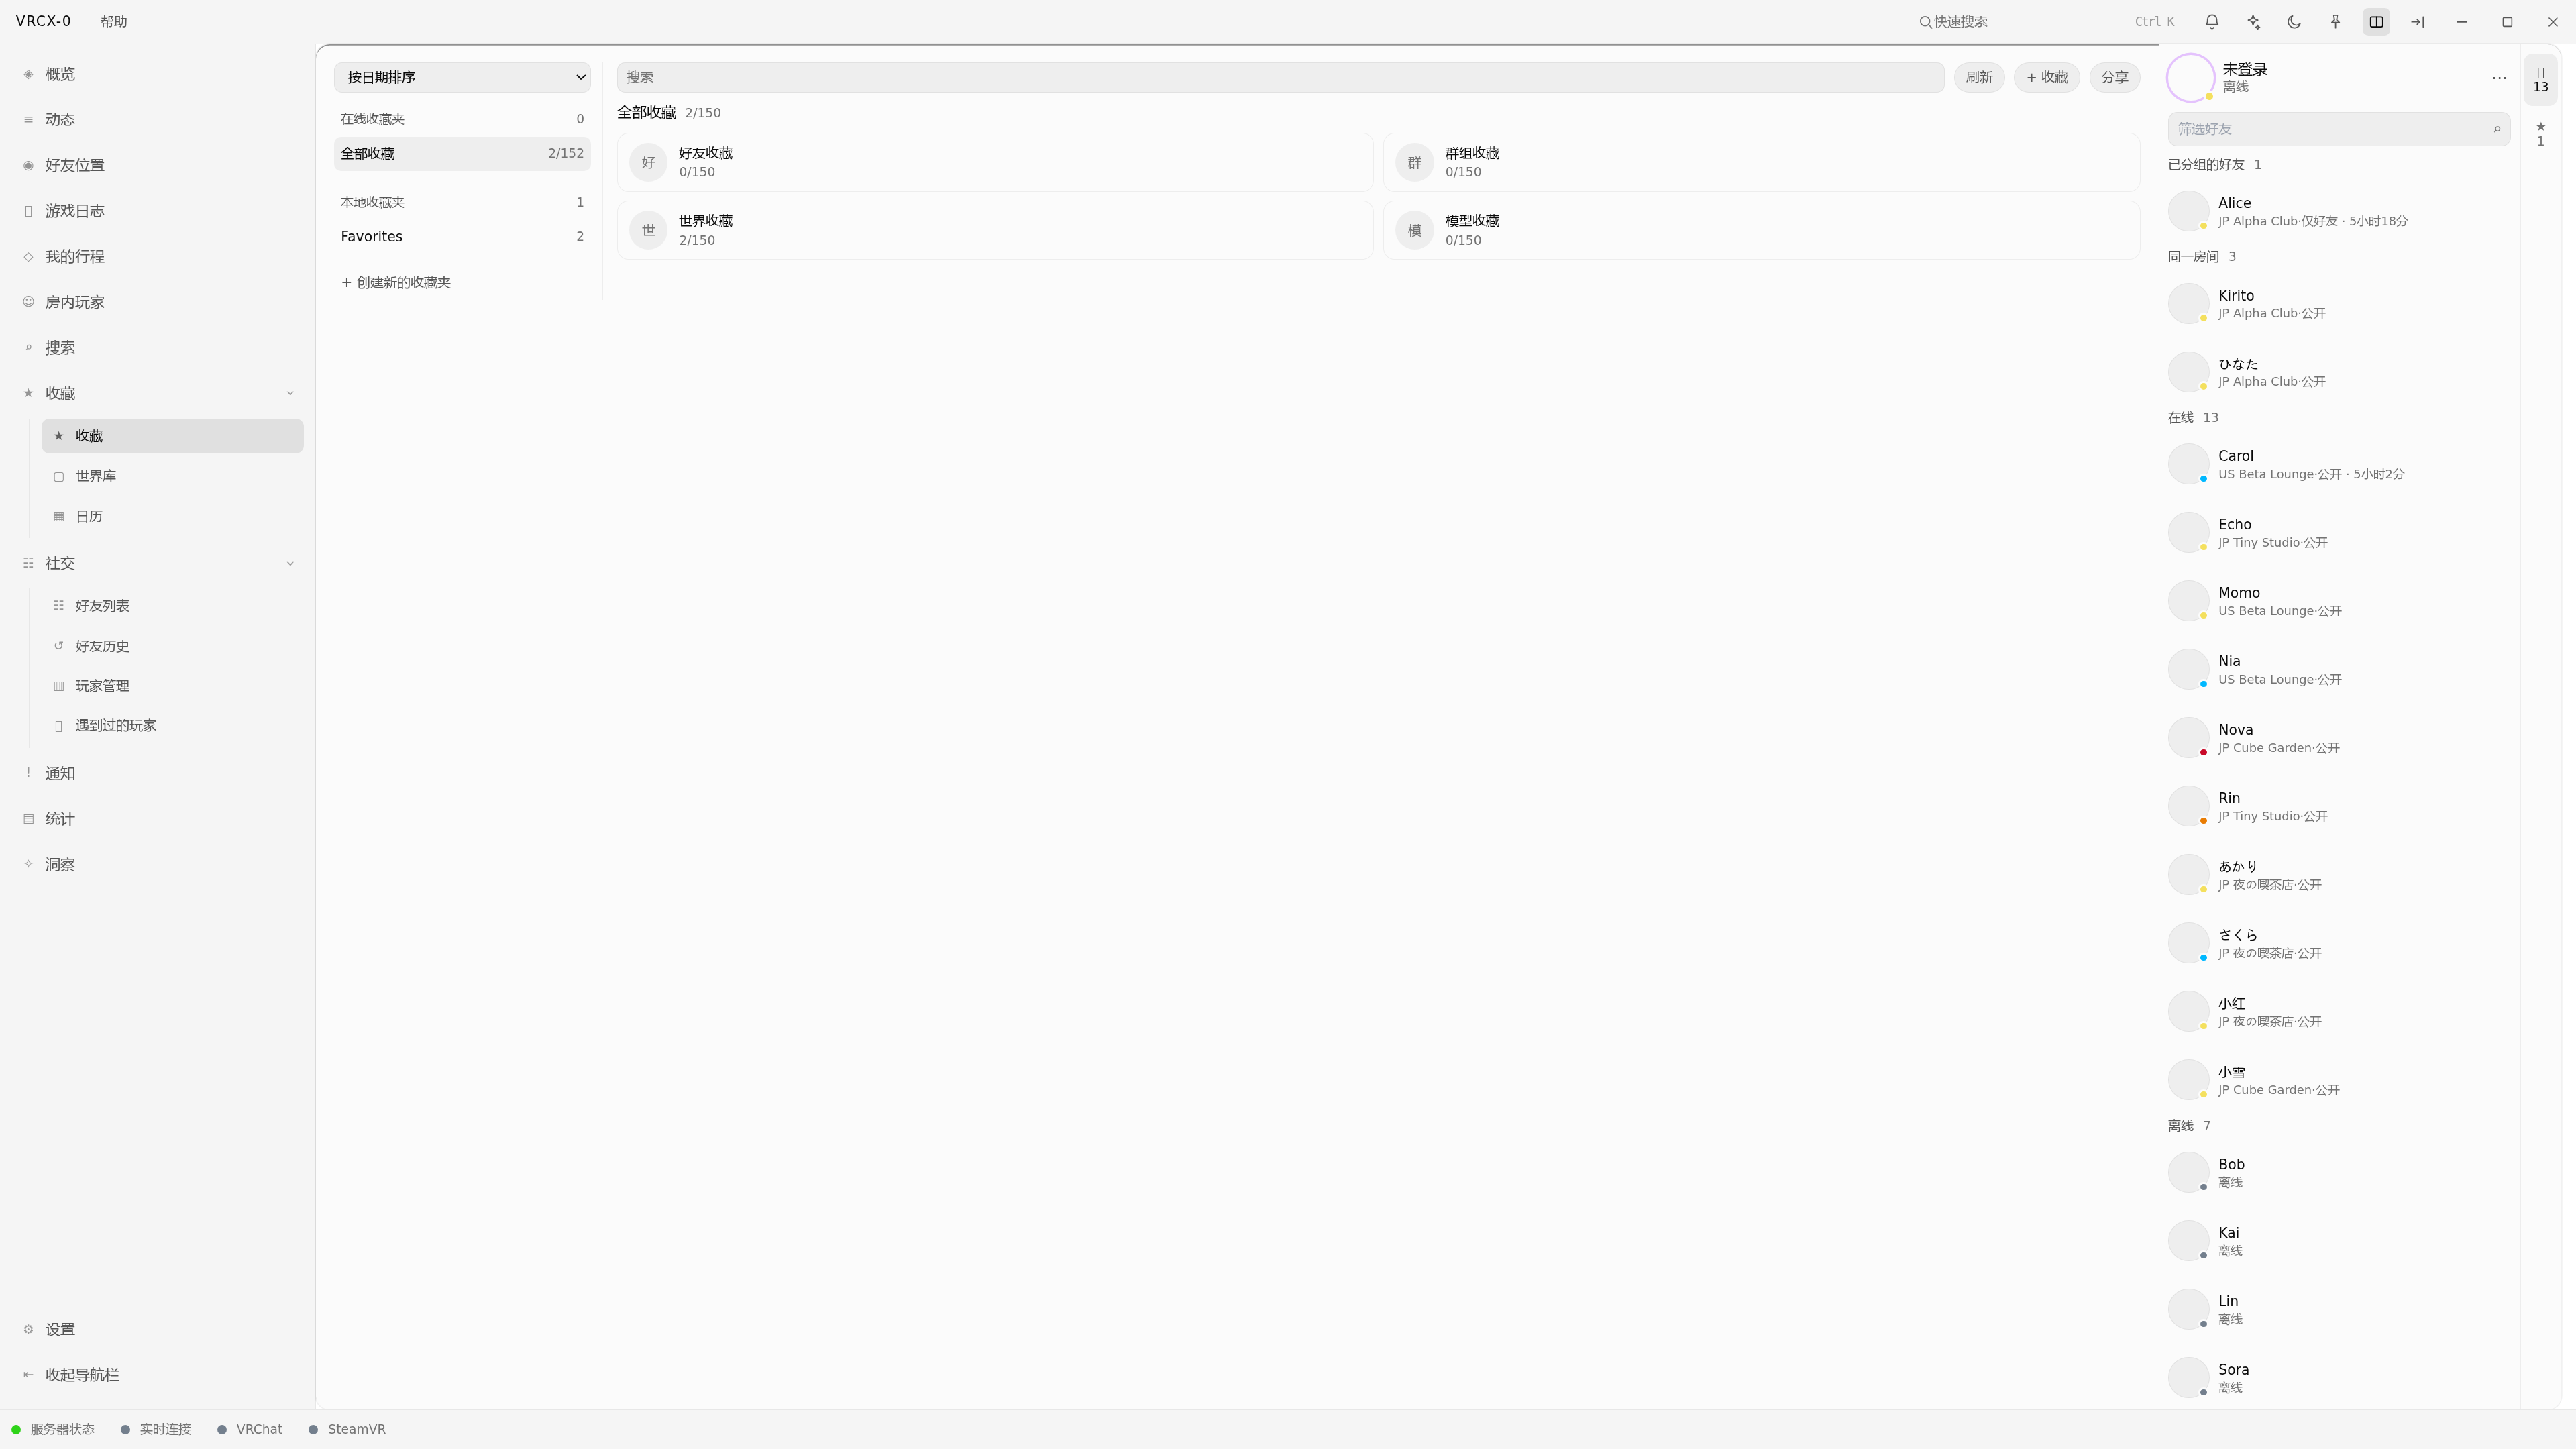 VRCX-0 帮助 快速搜索 Ctrl K
概览
动态
好友位置
游戏日志
我的行程
房内玩家
搜索
收藏
收藏
世界库
日历
社交
好友列表
好友历史
玩家管理
遇到过的玩家
通知
统计
洞察
设置
收起导航栏
按日期排序
在线收藏夹 0
全部收藏 2/152
本地收藏夹 1
Favorites 2
+ 创建新的收藏夹
搜索 刷新 + 收藏 分享
全部收藏 2/150
好 好友收藏
0/150
群 群组收藏
0/150
世 世界收藏
2/150
模 模型收藏
0/150
未登录
离线
筛选好友
已分组的好友 1
Alice
JP Alpha Club·仅好友 · 5小时18分
同一房间 3
Kirito
JP Alpha Club·公开
ひなた
JP Alpha Club·公开
在线 13
Carol
US Beta Lounge·公开 · 5小时2分
Echo
JP Tiny Studio·公开
Momo
US Beta Lounge·公开
Nia
US Beta Lounge·公开
Nova
JP Cube Garden·公开
Rin
JP Tiny Studio·公开
あかり
JP 夜の喫茶店·公开
さくら
JP 夜の喫茶店·公开
小红
JP 夜の喫茶店·公开
小雪
JP Cube Garden·公开
离线 7
Bob
离线
Kai
离线
Lin
离线
Sora
离线
13
★
1
服务器状态 实时连接 VRChat SteamVR